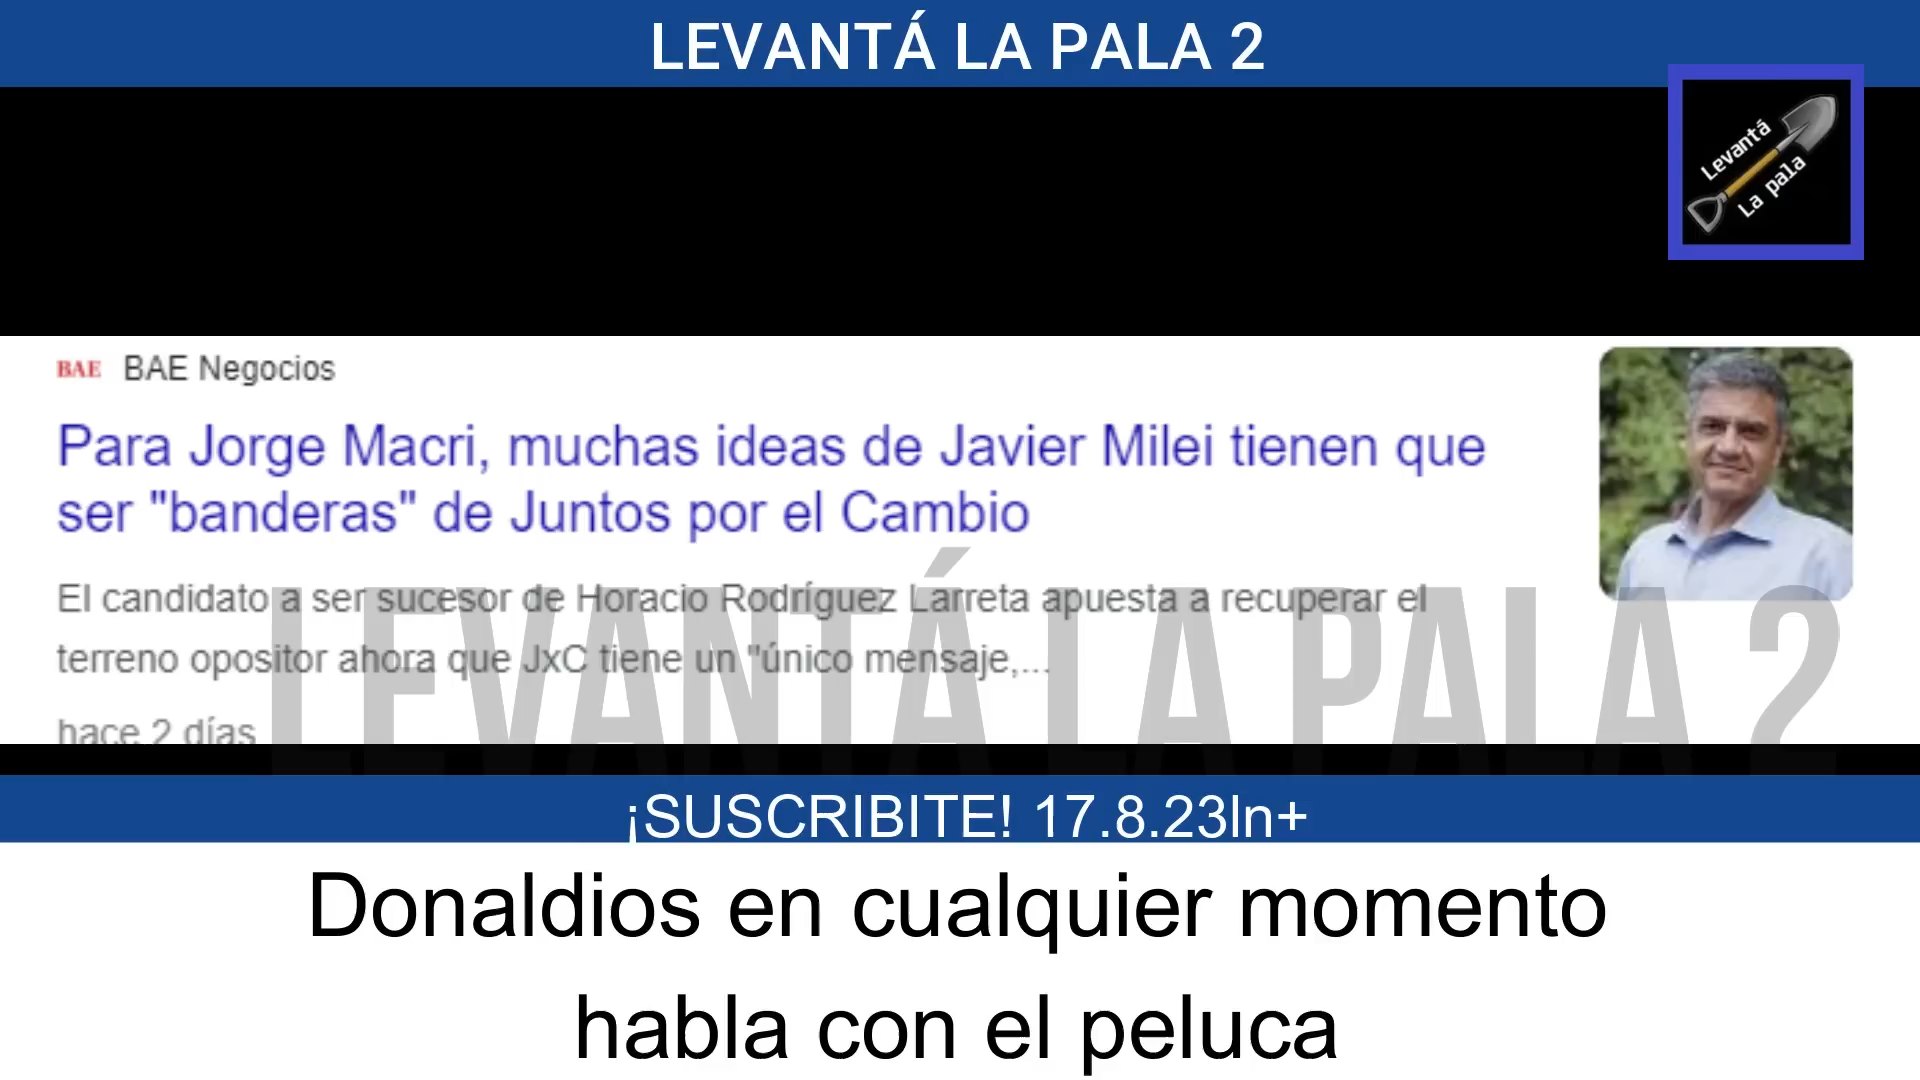 LEVANTÁ LA PALA 2
Levantá
La pala
BAE BAE Negocios
Para Jorge Macri, muchas ideas de Javier Milei tienen que
ser "banderas" de Juntos por el Cambio
El candidato a ser sucesor de Horacio Rodríguez Larreta apuesta a recuperar el
terreno opositor ahora que JxC tiene un "único mensaje,...
hace 2 días
LEVANTÁ LA PALA 2
¡SUSCRIBITE! 17.8.23ln+
Donaldios en cualquier momento
habla con el peluca